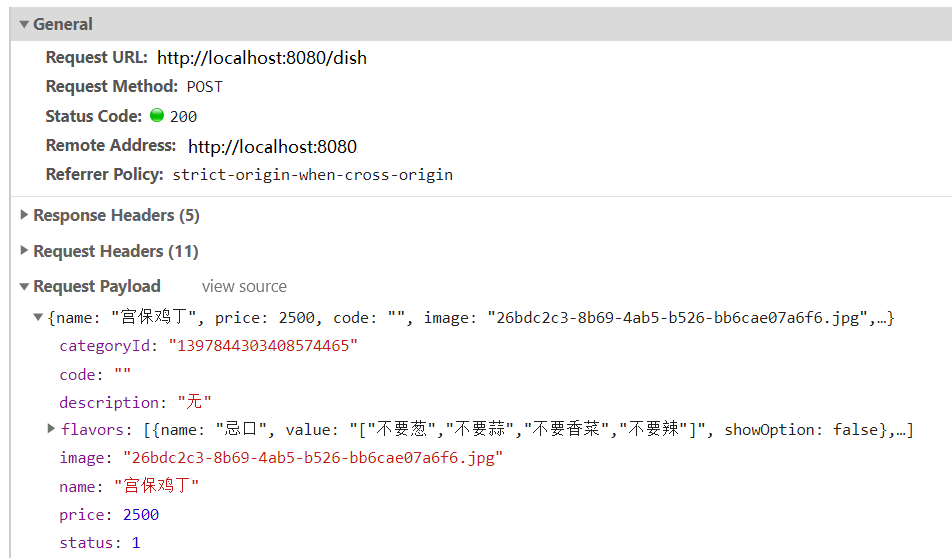 General
Request URL: http://localhost:8080/dish
Request Method: POST
Status Code: 200
Remote Address: http://localhost:8080
Referrer Policy: strict-origin-when-cross-origin
Response Headers (5)
Request Headers (11)
Request Payload view source
{name: "宫保鸡丁", price: 2500, code: "", image: "26bdc2c3-8b69-4ab5-b526-bb6cae07a6f6.jpg",…}
categoryId: "1397844303408574465"
code: ""
description: "无"
flavors: [{name: "忌口", value: "["不要葱","不要蒜","不要香菜","不要辣"]", showOption: false},…]
image: "26bdc2c3-8b69-4ab5-b526-bb6cae07a6f6.jpg"
name: "宫保鸡丁"
price: 2500
status: 1